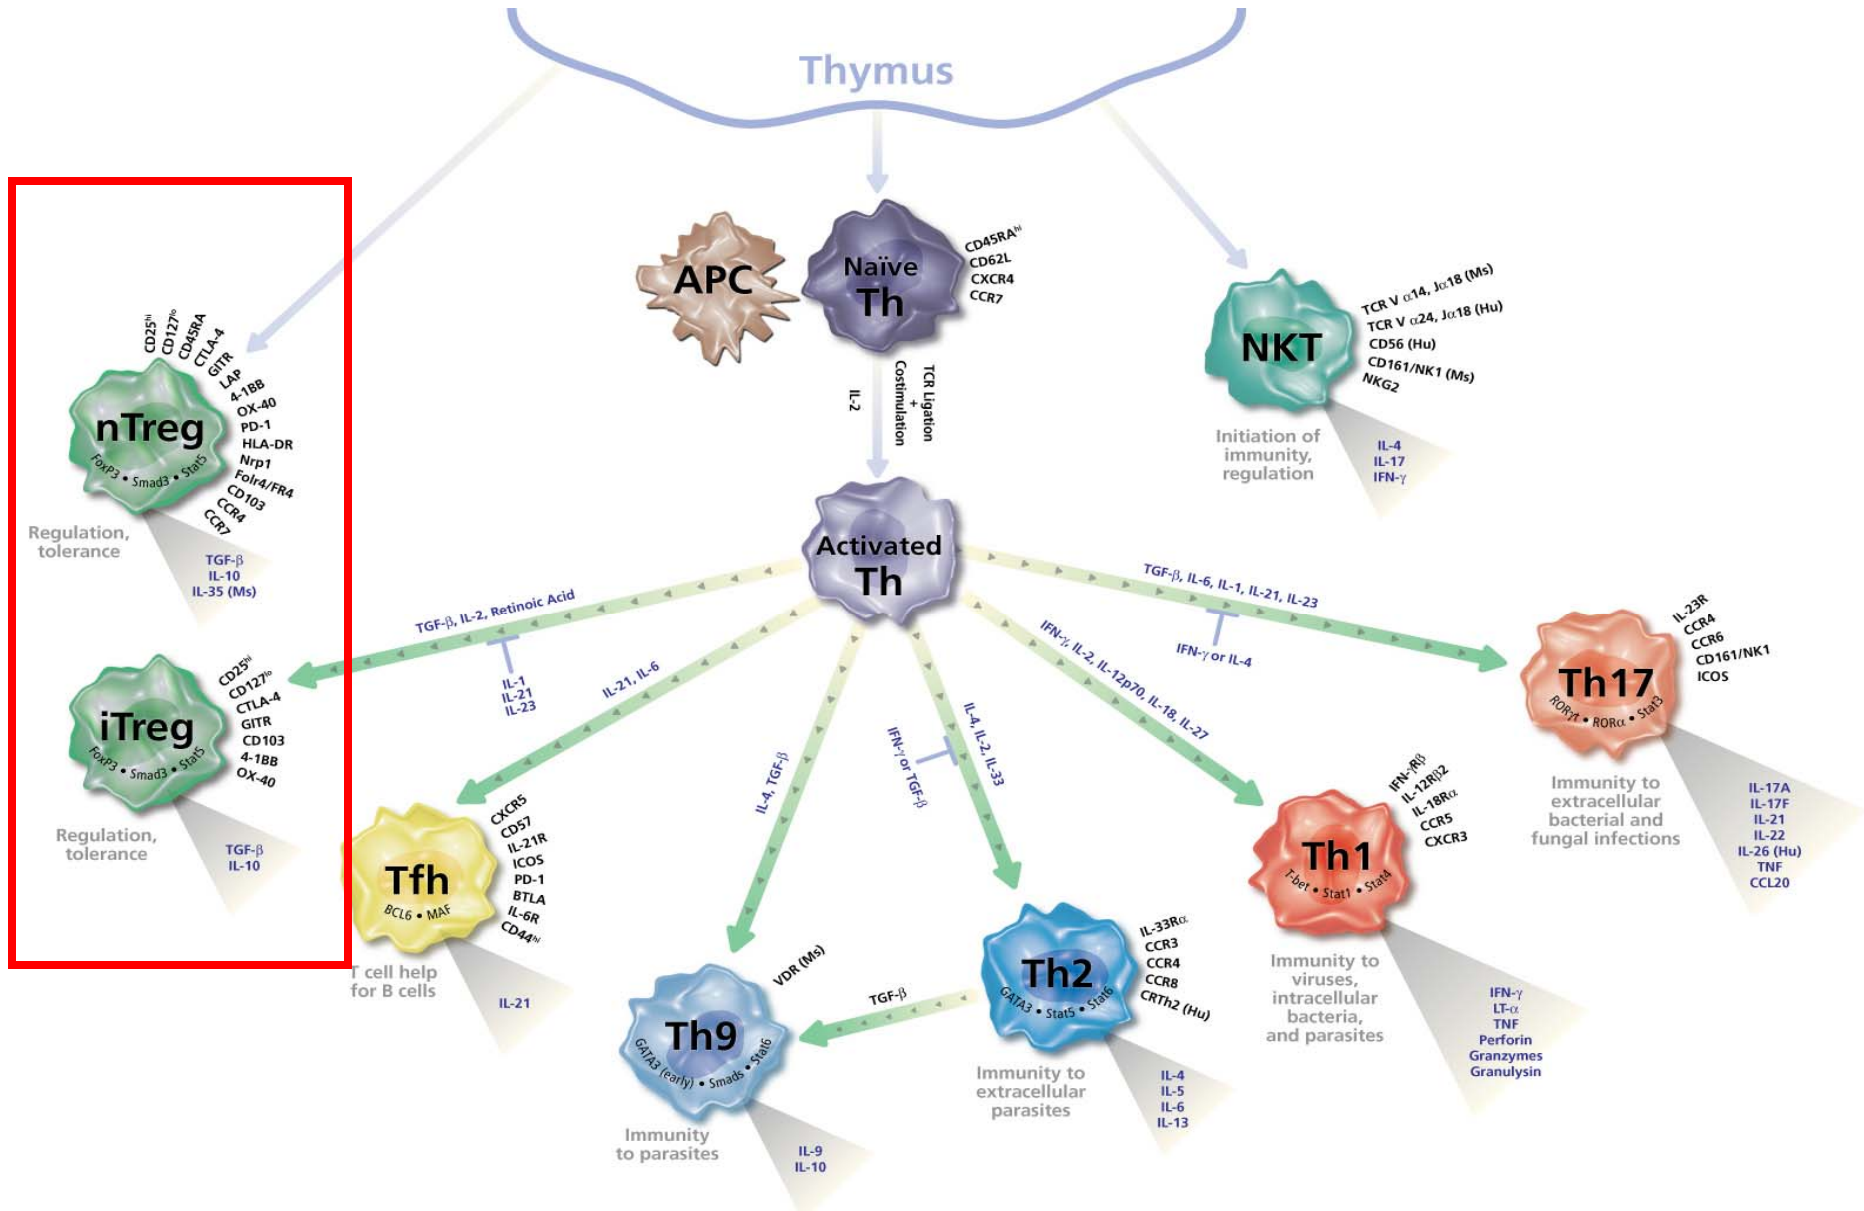 Thymus
APC
Naïve
Th
CD45RAhi
CD62L
CXCR4
CCR7
TCR Ligation
+
Costimulation
IL-2
NKT
TCR V α14, Jα18 (Ms)
TCR V α24, Jα18 (Hu)
CD56 (Hu)
CD161/NK1 (Ms)
NKG2
Initiation of
immunity,
regulation
IL-4
IL-17
IFN-γ
nTreg
FoxP3 • Smad3 • Stat5
CD25hi
CD127lo
CD45RA
CTLA-4
GITR
LAP
4-1BB
OX-40
PD-1
HLA-DR
Nrp1
Folr4/FR4
CD103
CCR4
CCR7
Regulation,
tolerance
TGF-β
IL-10
IL-35 (Ms)
Activated
Th
TGF-β, IL-2, Retinoic Acid
IL-1
IL-21
IL-23
iTreg
FoxP3 • Smad3 • Stat5
CD25hi
CD127lo
CTLA-4
GITR
CD103
4-1BB
OX-40
Regulation,
tolerance
TGF-β
IL-10
IL-21, IL-6
Tfh
BCL6 • MAF
CXCR5
CD57
IL-21R
ICOS
PD-1
BTLA
IL-6R
CD44hi
T cell help
for B cells
IL-21
IL-4, TGF-β
Th9
GATA3 (early) • Smads • Stat6
VDR (Ms)
Immunity
to parasites
IL-9
IL-10
TGF-β
IL-4, IL-2, IL-33
IFN-γ or TGF-β
Th2
GATA3 • Stat5 • Stat6
IL-33Rα
CCR3
CCR4
CCR8
CRTh2 (Hu)
Immunity to
extracellular
parasites
IL-4
IL-5
IL-6
IL-13
IFN-γ, IL-2, IL-12p70, IL-18, IL-27
Th1
T-bet • Stat1 • Stat4
IFN-γRβ
IL-12Rβ2
IL-18Rα
CCR5
CXCR3
Immunity to
viruses,
intracellular
bacteria,
and parasites
IFN-γ
LT-α
TNF
Perforin
Granzymes
Granulysin
TGF-β, IL-6, IL-1, IL-21, IL-23
IFN-γ or IL-4
Th17
RORγt • RORα • Stat3
IL-23R
CCR4
CCR6
CD161/NK1
ICOS
Immunity to
extracellular
bacterial and
fungal infections
IL-17A
IL-17F
IL-21
IL-22
IL-26 (Hu)
TNF
CCL20